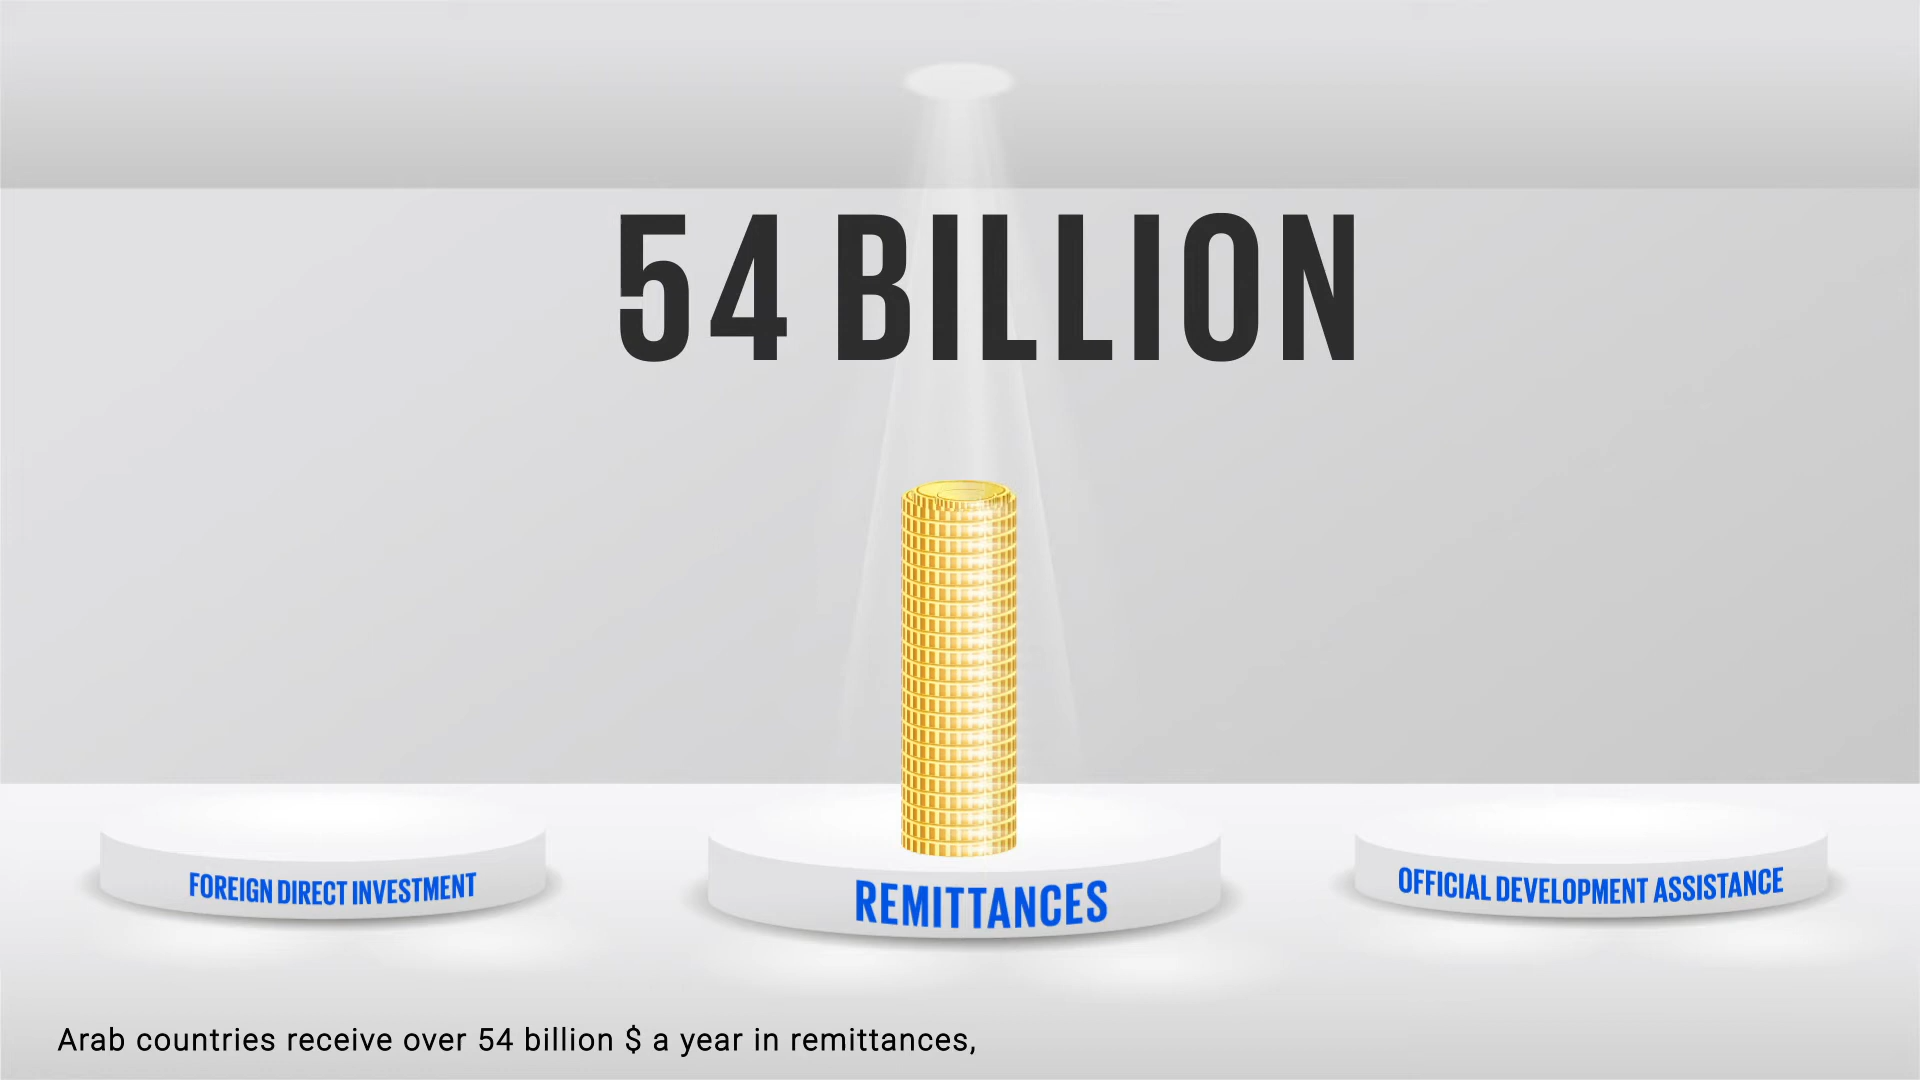 54 BILLION
FOREIGN DIRECT INVESTMENT
REMITTANCES
OFFICIAL DEVELOPMENT ASSISTANCE
Arab countries receive over 54 billion $ a year in remittances,